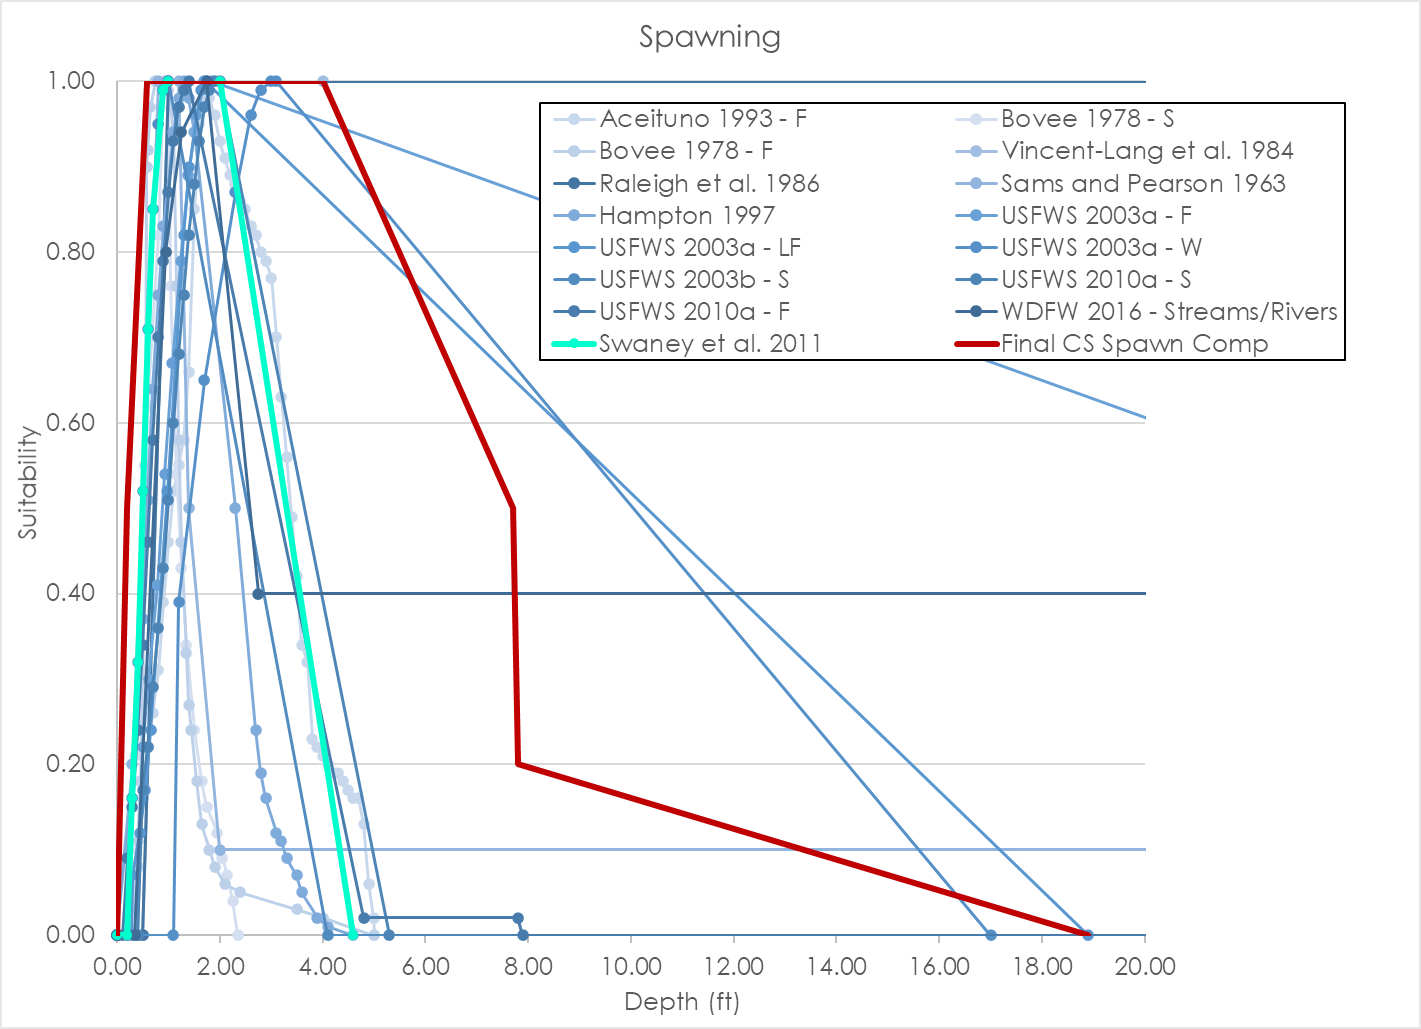 Spawning
1.00
0.80
0.60
0.40
0.20
0.00
Suitability
Aceituno 1993 - F
Bovee 1978 - S
Bovee 1978 - F
Vincent-Lang et al. 1984
Raleigh et al. 1986
Sams and Pearson 1963
Hampton 1997
USFWS 2003a - F
USFWS 2003a - LF
USFWS 2003a - W
USFWS 2003b - S
USFWS 2010a - S
USFWS 2010a - F
WDFW 2016 - Streams/Rivers
Swaney et al. 2011
Final CS Spawn Comp
0.00 2.00 4.00 6.00 8.00 10.00 12.00 14.00 16.00 18.00 20.00
Depth (ft)